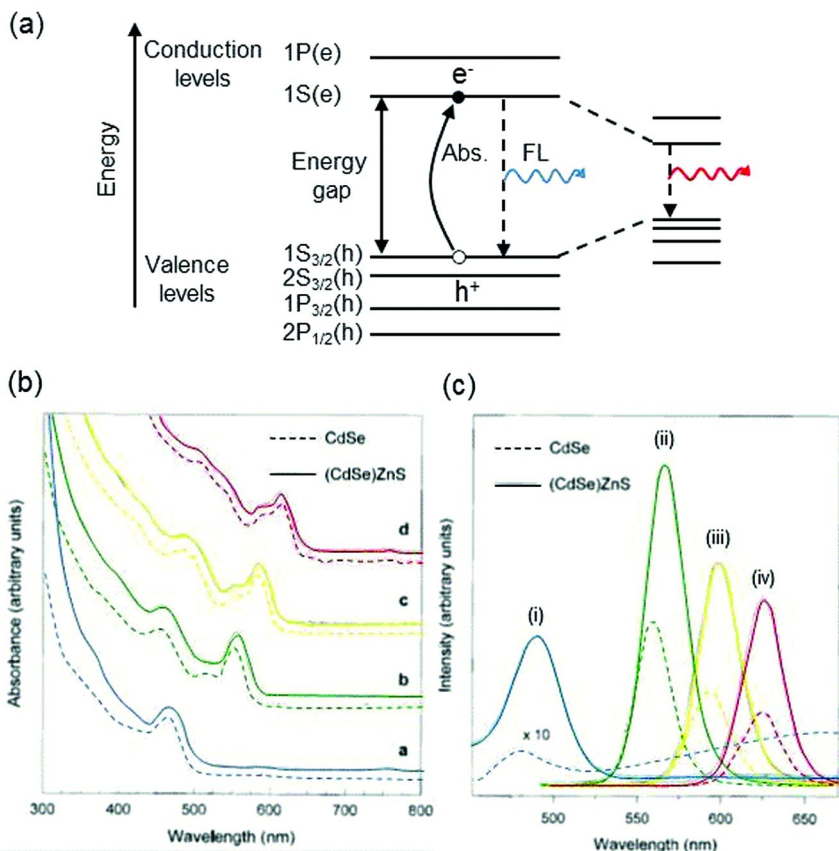 (a)
Energy
Conduction levels
Valence levels
1P(e)
1S(e)
Energy gap
1S3/2(h)
2S3/2(h)
1P3/2(h)
2P1/2(h)
e-
Abs.
FL
h+
(b)
Absorbance (arbitrary units)
CdSe
(CdSe)ZnS
d
c
b
a
300 400 500 600 700 800
Wavelength (nm)
(c)
Intensity (arbitrary units)
CdSe
(CdSe)ZnS
(i)
(ii)
(iii)
(iv)
x 10
500 550 600 650
Wavelength (nm)